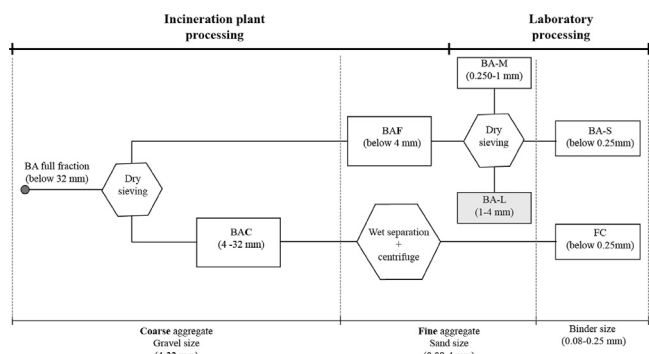 Incineration plant
processing
Laboratory
processing
BA-M
(0.250-1 mm)
BAF
(below 4 mm)
Dry
sieving
BA-S
(below 0.25mm)
BA full fraction
(below 32 mm)
Dry
sieving
BA-L
(1-4 mm)
BAC
(4 -32 mm)
Wet separation
+
centrifuge
FC
(below 0.25mm)
Coarse aggregate
Gravel size
Fine aggregate
Sand size
Binder size
(0.08-0.25 mm)